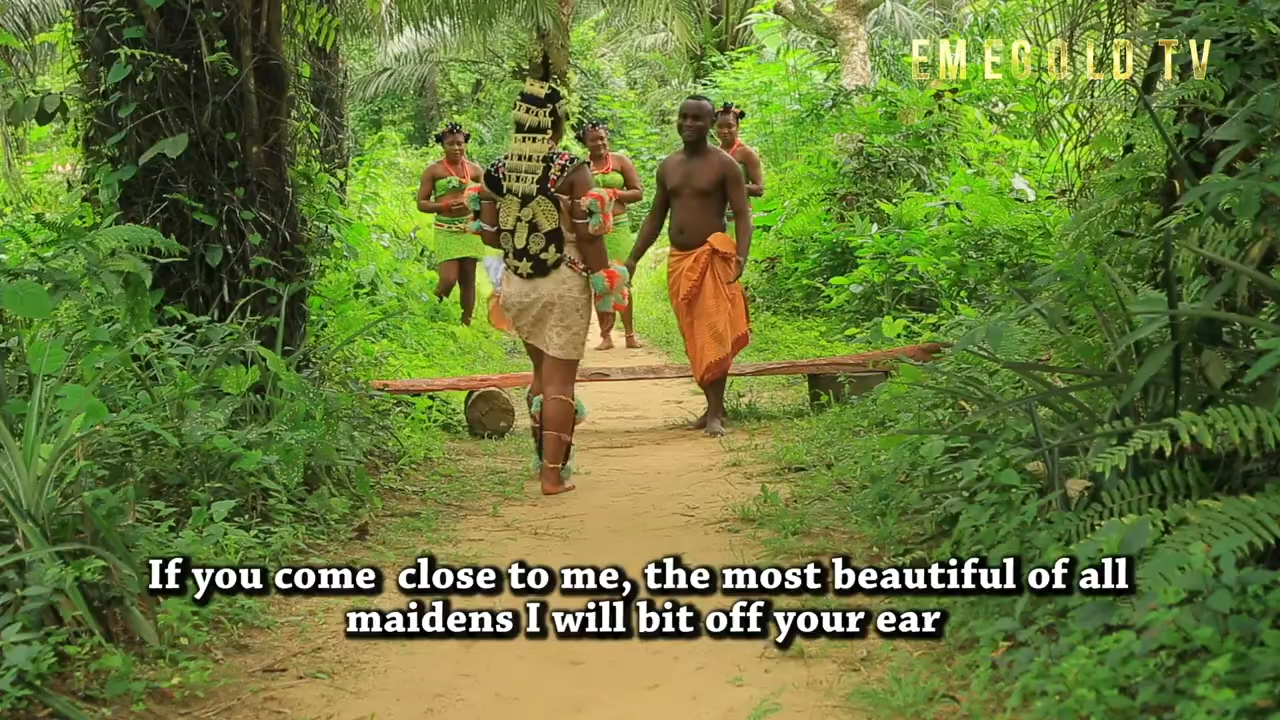 EMEGOLD TV
If you come  close to me, the most beautiful of all
maidens I will bit off your ear